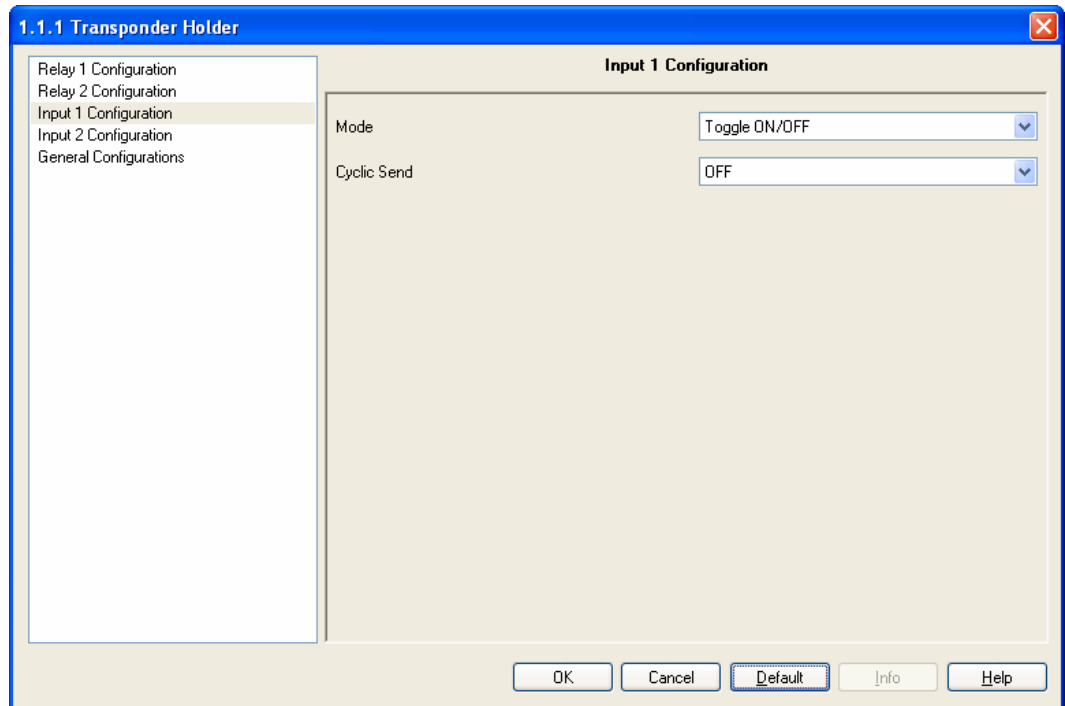 1.1.1 Transponder Holder
Relay 1 Configuration
Relay 2 Configuration
Input 1 Configuration
Input 2 Configuration
General Configurations
Input 1 Configuration
Mode
Toggle ON/OFF
Cyclic Send
OFF
OK
Cancel
Default
Info
Help